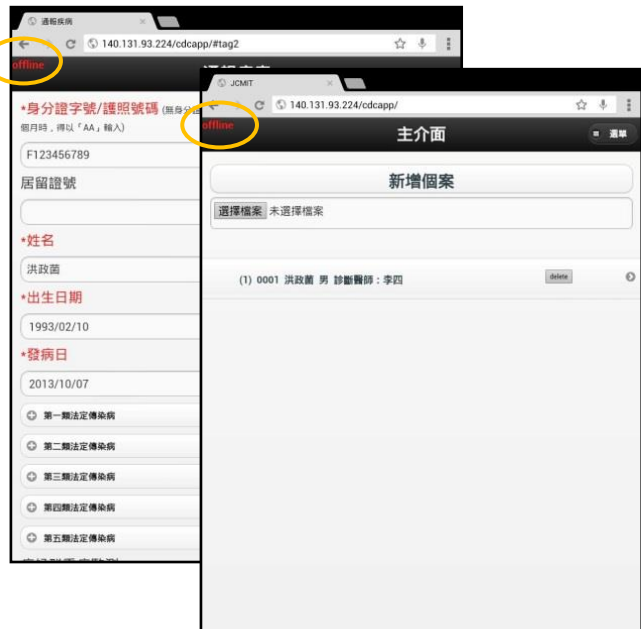 通報疾病
140.131.93.224/cdcapp/#tag2
offline
*身分證字號/護照號碼 (無身分證
個月時，得以「AA」輸入)
F123456789
居留證號
*姓名
洪政菌
*出生日期
1993/02/10
*發病日
2013/10/07
第一類法定傳染病
第二類法定傳染病
第三類法定傳染病
第四類法定傳染病
第五類法定傳染病
JCMIT
140.131.93.224/cdcapp/
offline
主介面
選單
新增個案
選擇檔案 未選擇檔案
(1) 0001 洪政菌 男 診斷醫師：李四
delete